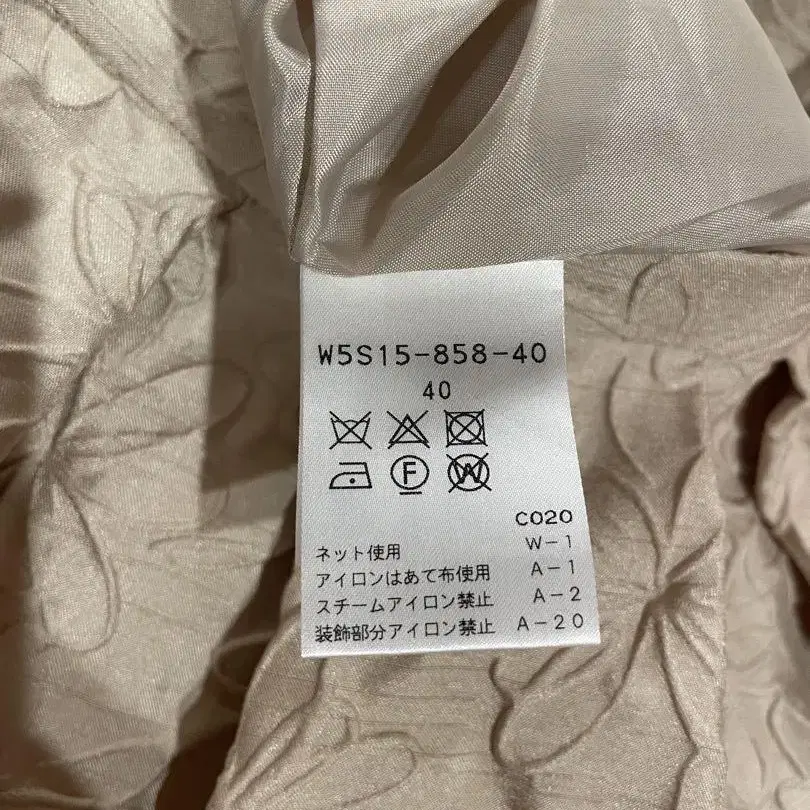 W5S15-858-40
40
F W
C020
ネット使用 W-1
アイロンはあて布使用 A-1
スチームアイロン禁止 A-2
装飾部分アイロン禁止 A-20